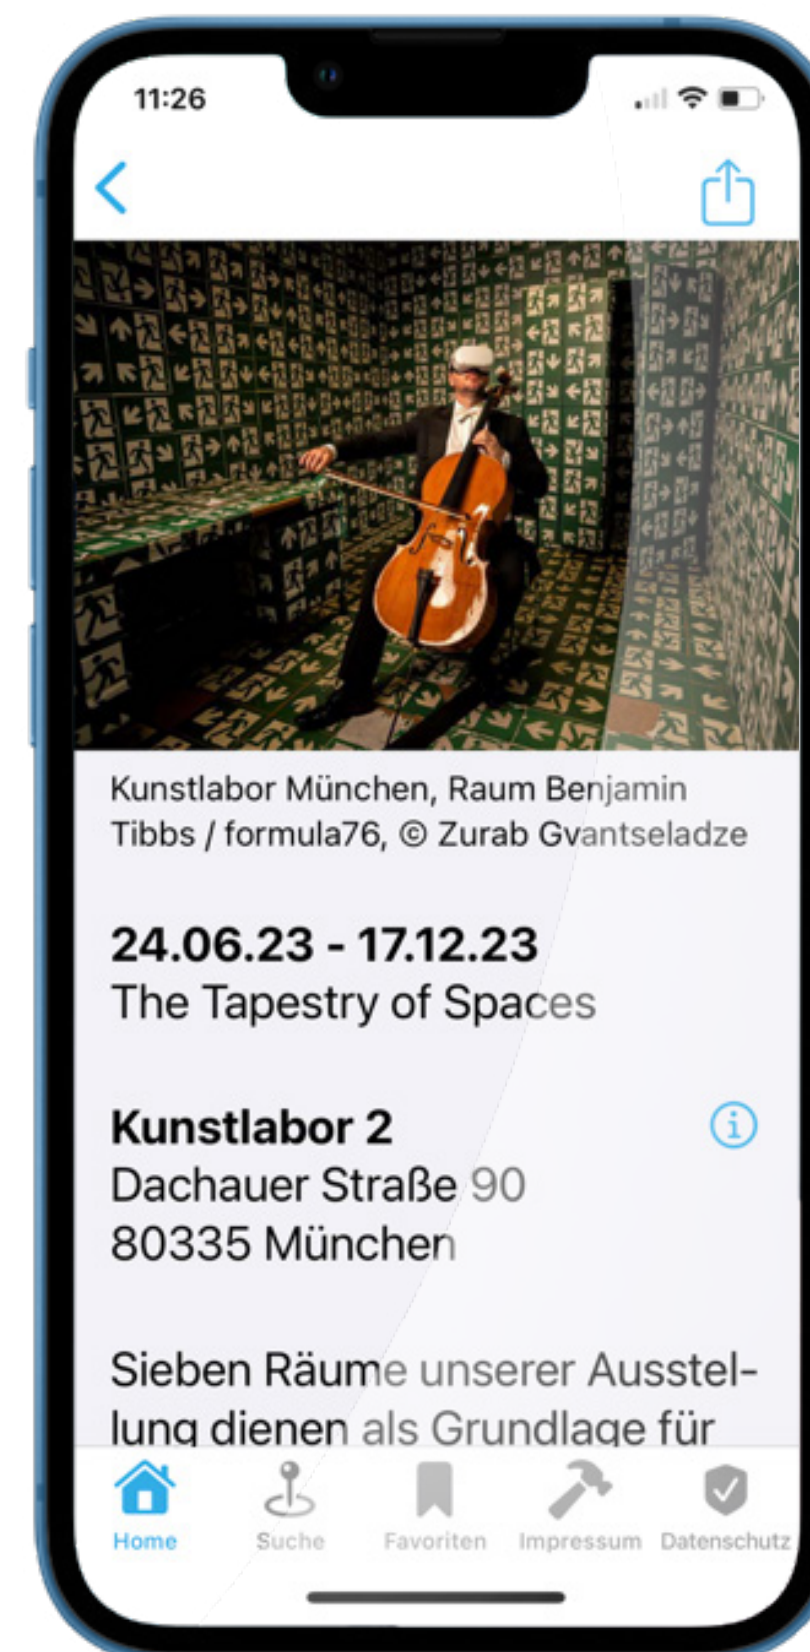 11:26
Kunstlabor München, Raum Benjamin
Tibbs / formula76, © Zurab Gvantseladze
24.06.23 - 17.12.23
The Tapestry of Spaces
Kunstlabor 2
Dachauer Straße 90
80335 München
Sieben Räume unserer Ausstel-
lung dienen als Grundlage für
Home Suche Favoriten Impressum Datenschutz